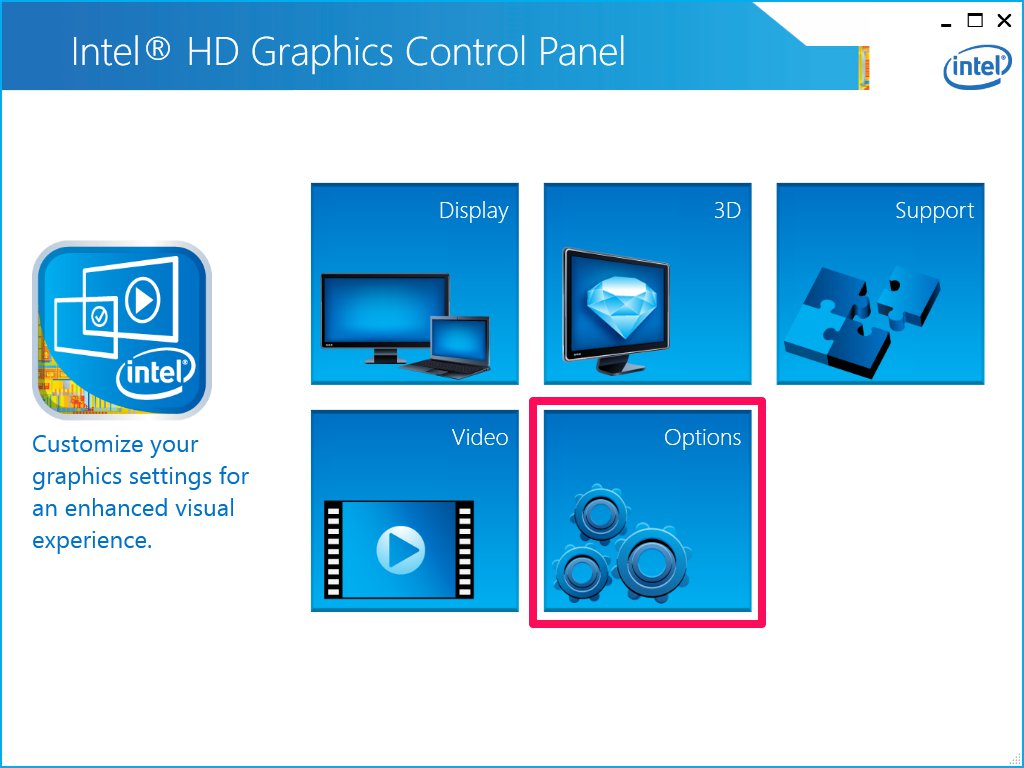 Intel® HD Graphics Control Panel
intel®
Display
3D
Support
intel®
Customize your
graphics settings for
an enhanced visual
experience.
Video
Options